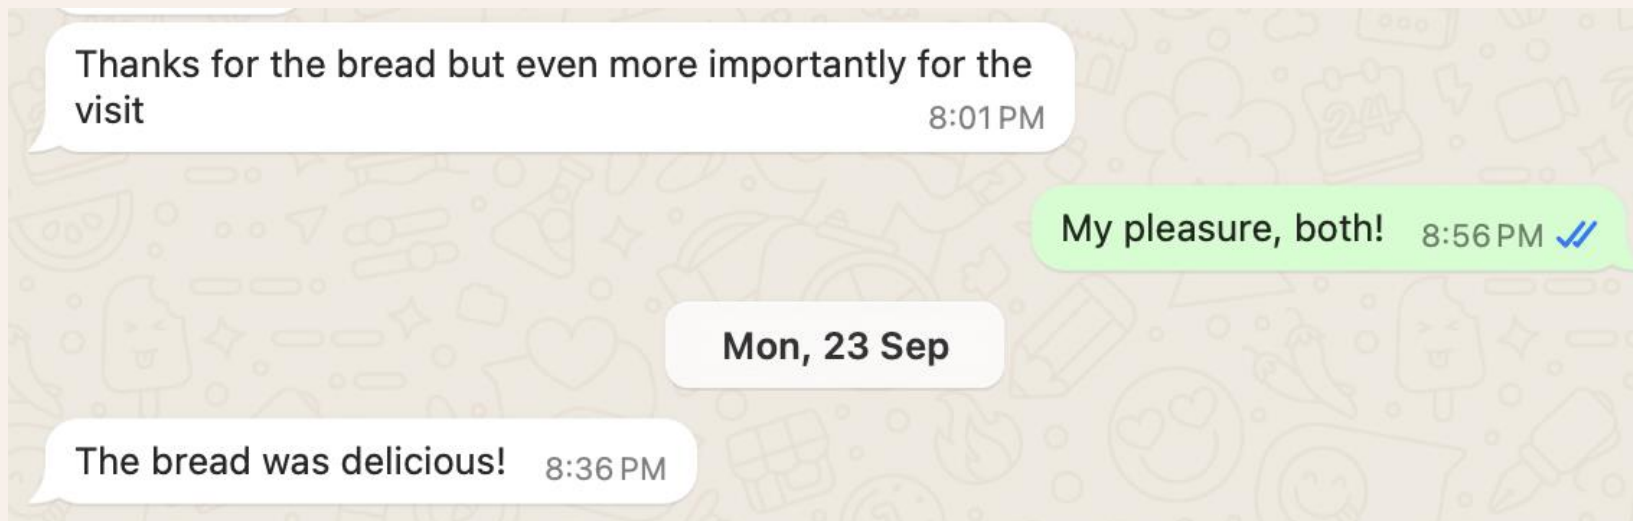 Thanks for the bread but even more importantly for the
visit
8:01 PM
My pleasure, both! 8:56 PM
Mon, 23 Sep
The bread was delicious! 8:36 PM